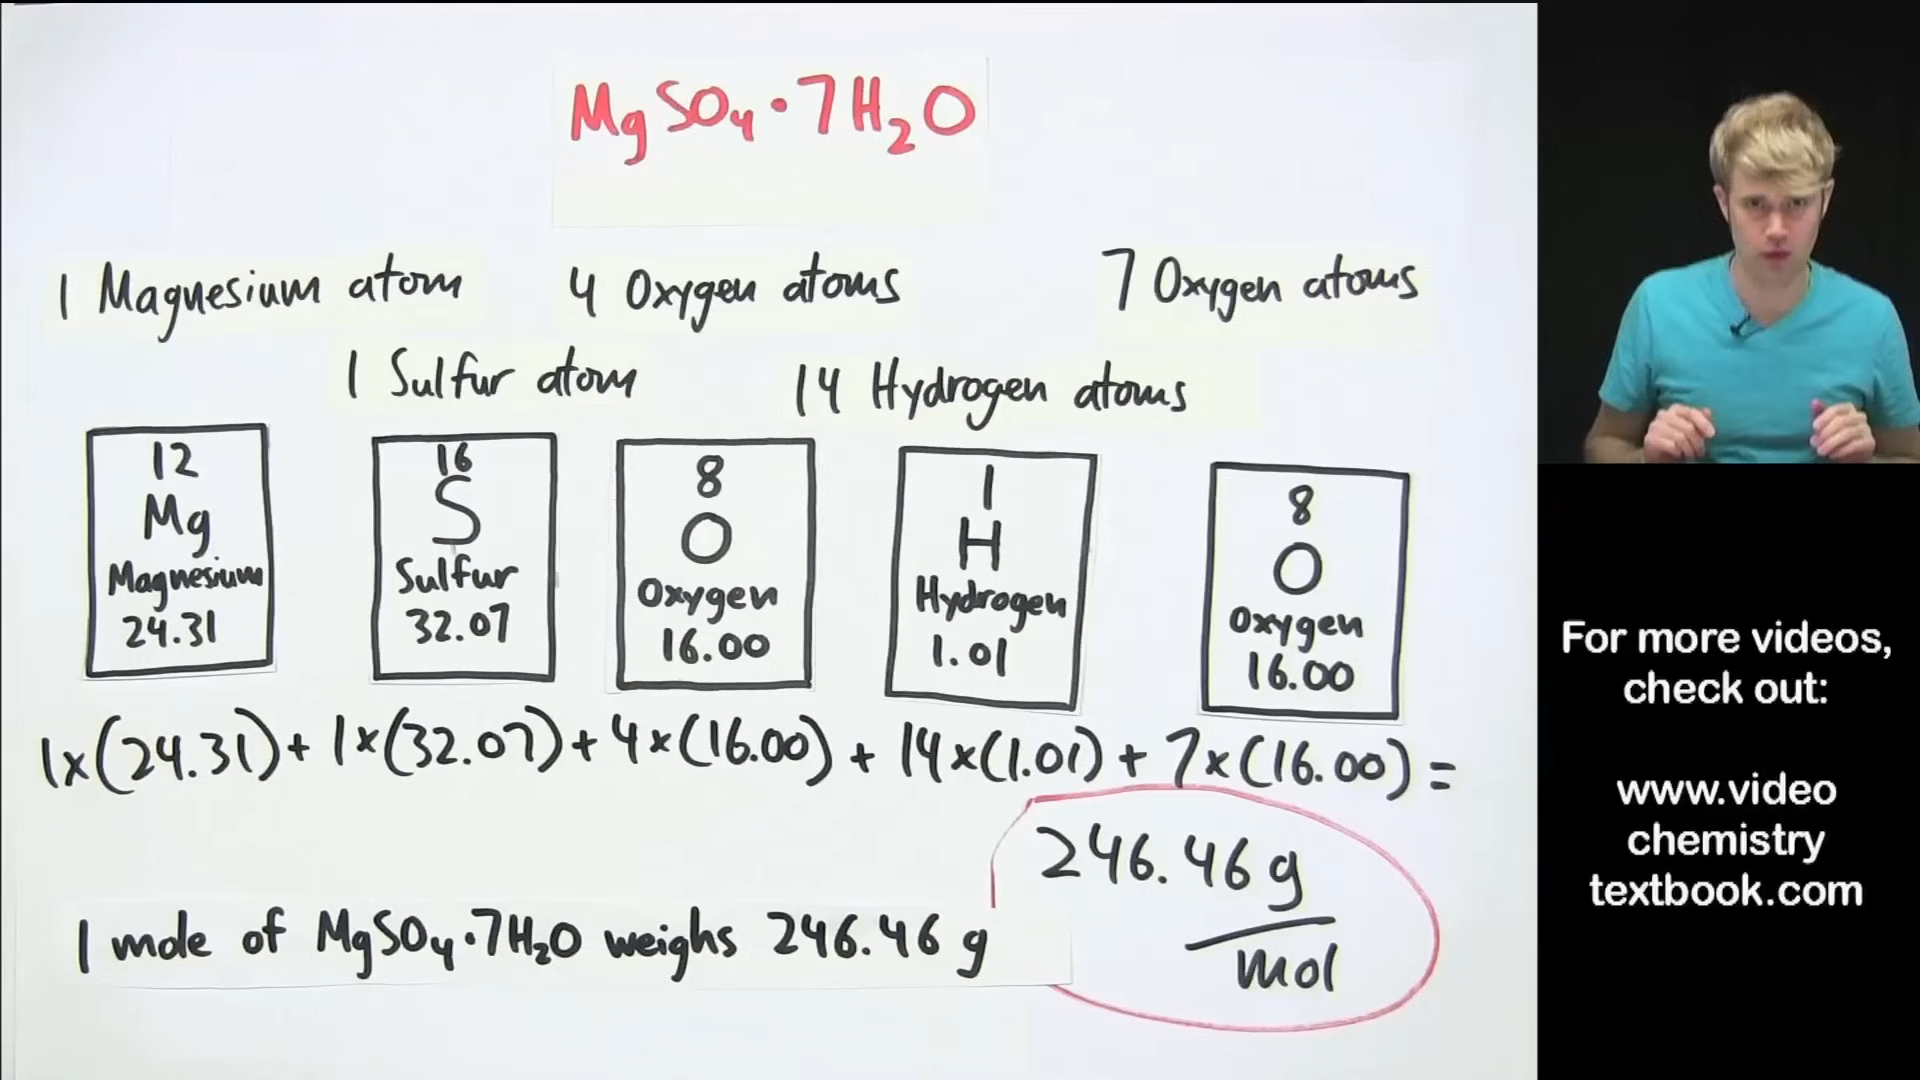 MgSO₄·7H₂O
1 Magnesium atom
4 Oxygen atoms
7 Oxygen atoms
1 Sulfur atom
14 Hydrogen atoms
12
Mg
Magnesium
24.31
16
S
Sulfur
32.07
8
O
Oxygen
16.00
1
H
Hydrogen
1.01
8
O
Oxygen
16.00
1x(24.31)+ 1x(32.07)+ 4x(16.00) + 14x(1.01) + 7x(16.00) =
246.46 g
mol
1 mole of MgSO₄·7H₂O weighs 246.46 g
For more videos,
check out:
www.video
chemistry
textbook.com